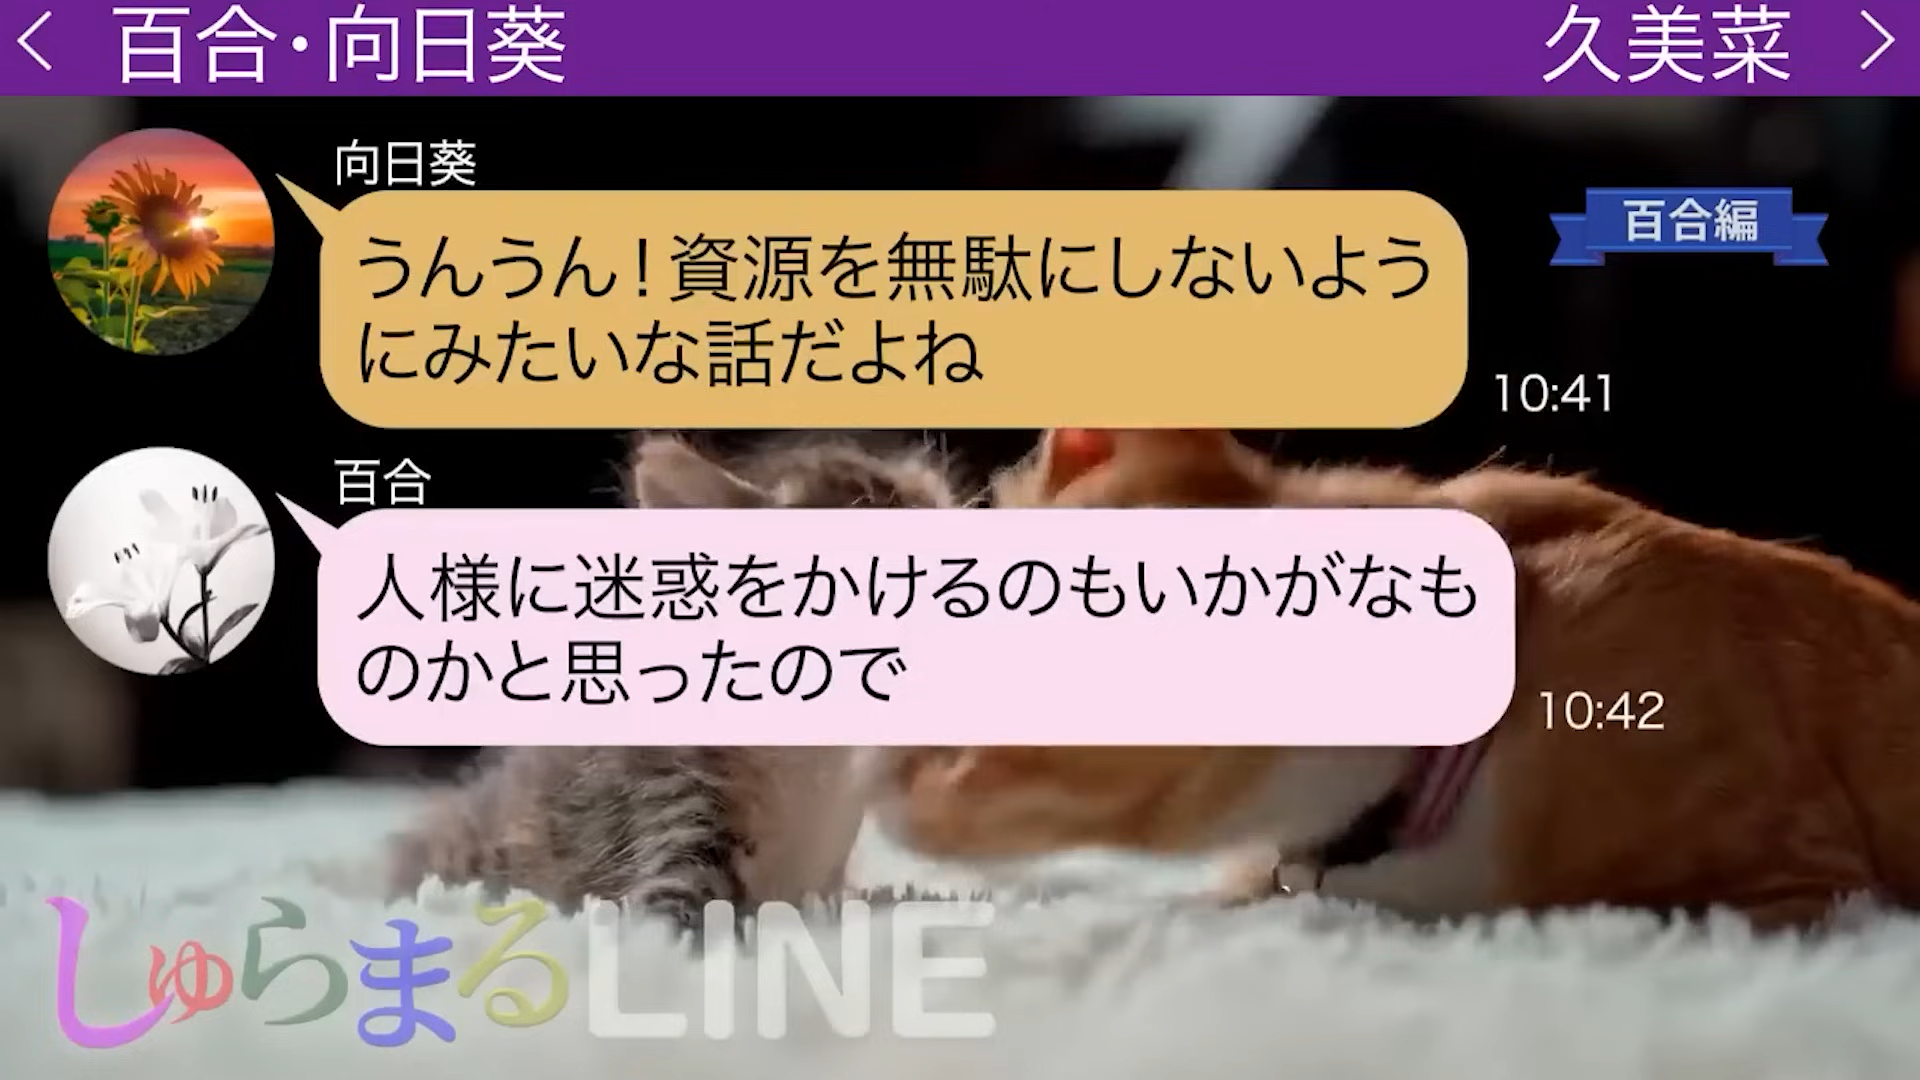 百合・向日葵
久美菜
向日葵
百合編
うんうん！資源を無駄にしないよう
にみたいな話だよね
10:41
百合
人様に迷惑をかけるのもいかがなも
のかと思ったので
10:42
しゅらまるLINE